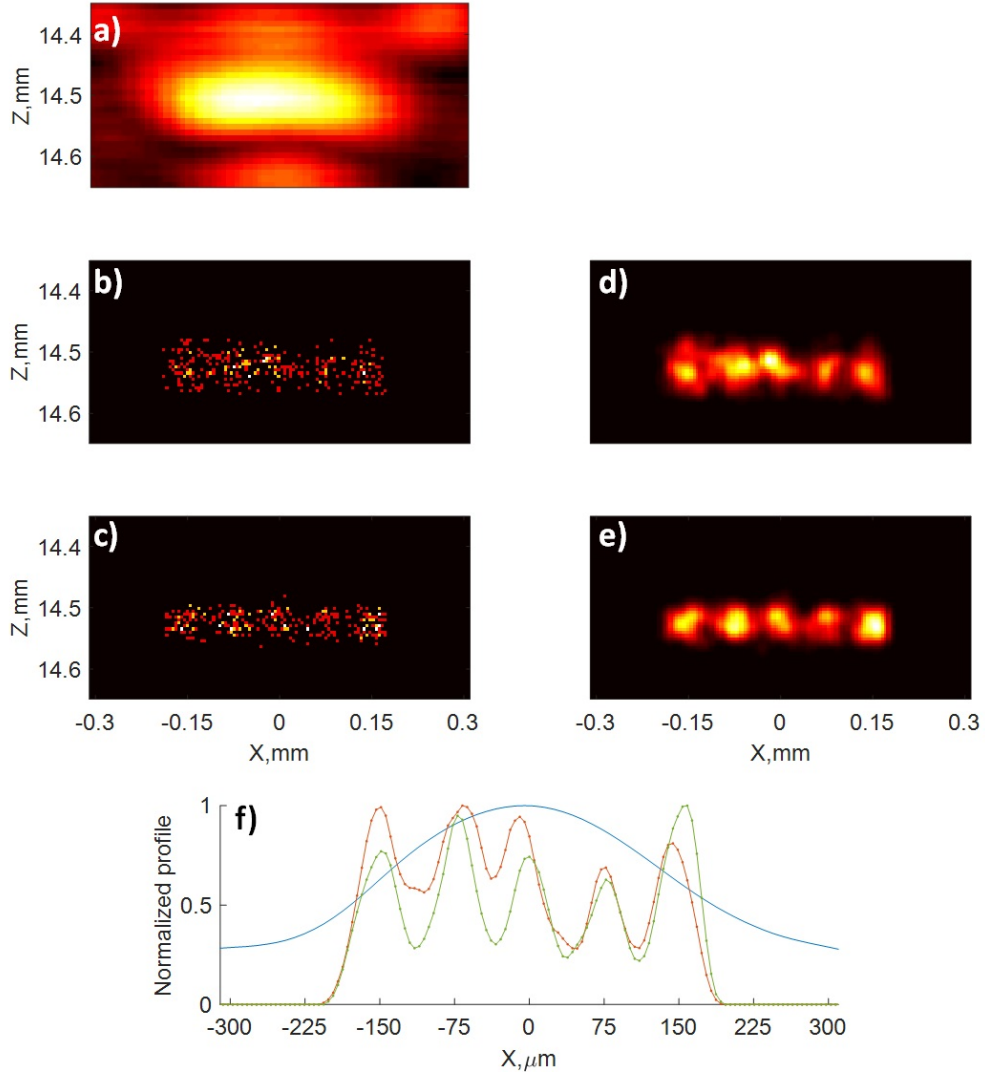 a)
14.4
14.5
14.6
Z,mm
b)
14.4
14.5
14.6
Z,mm
d)
c)
14.4
14.5
14.6
Z,mm
-0.3 -0.15 0 0.15 0.3
X,mm
e)
-0.3 -0.15 0 0.15 0.3
X,mm
f)
1
0.5
0
Normalized profile
-300 -225 -150 -75 0 75 150 225 300
X,μm